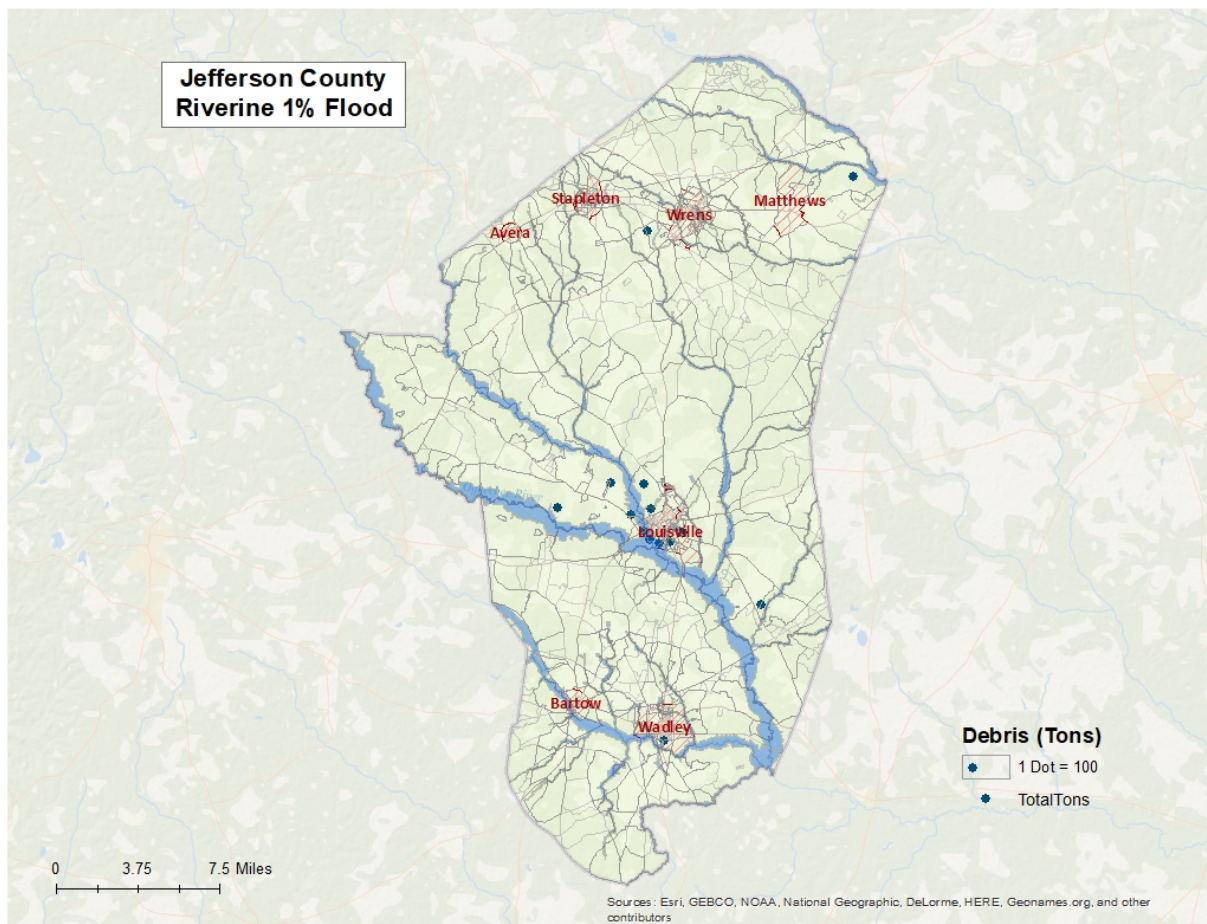 Jefferson County
Riverine 1% Flood
Stapleton
Wrens
Matthews
Avera
River
Louisville
Bartow
Wadley
Debris (Tons)
1 Dot = 100
TotalTons
0 3.75 7.5 Miles
Sources: Esri, GEBCO, NOAA, National Geographic, DeLorme, HERE, Geonames.org, and other
contributors